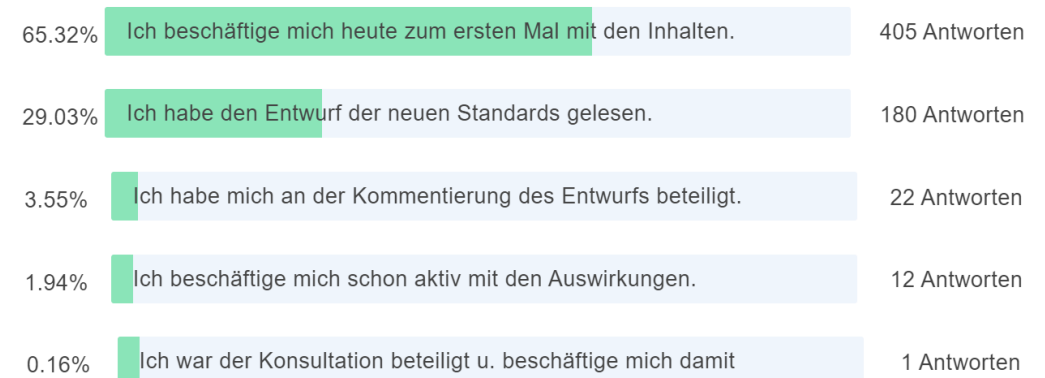 65.32% Ich beschäftige mich heute zum ersten Mal mit den Inhalten. 405 Antworten
29.03% Ich habe den Entwurf der neuen Standards gelesen. 180 Antworten
3.55% Ich habe mich an der Kommentierung des Entwurfs beteiligt. 22 Antworten
1.94% Ich beschäftige mich schon aktiv mit den Auswirkungen. 12 Antworten
0.16% Ich war der Konsultation beteiligt u. beschäftige mich damit 1 Antworten